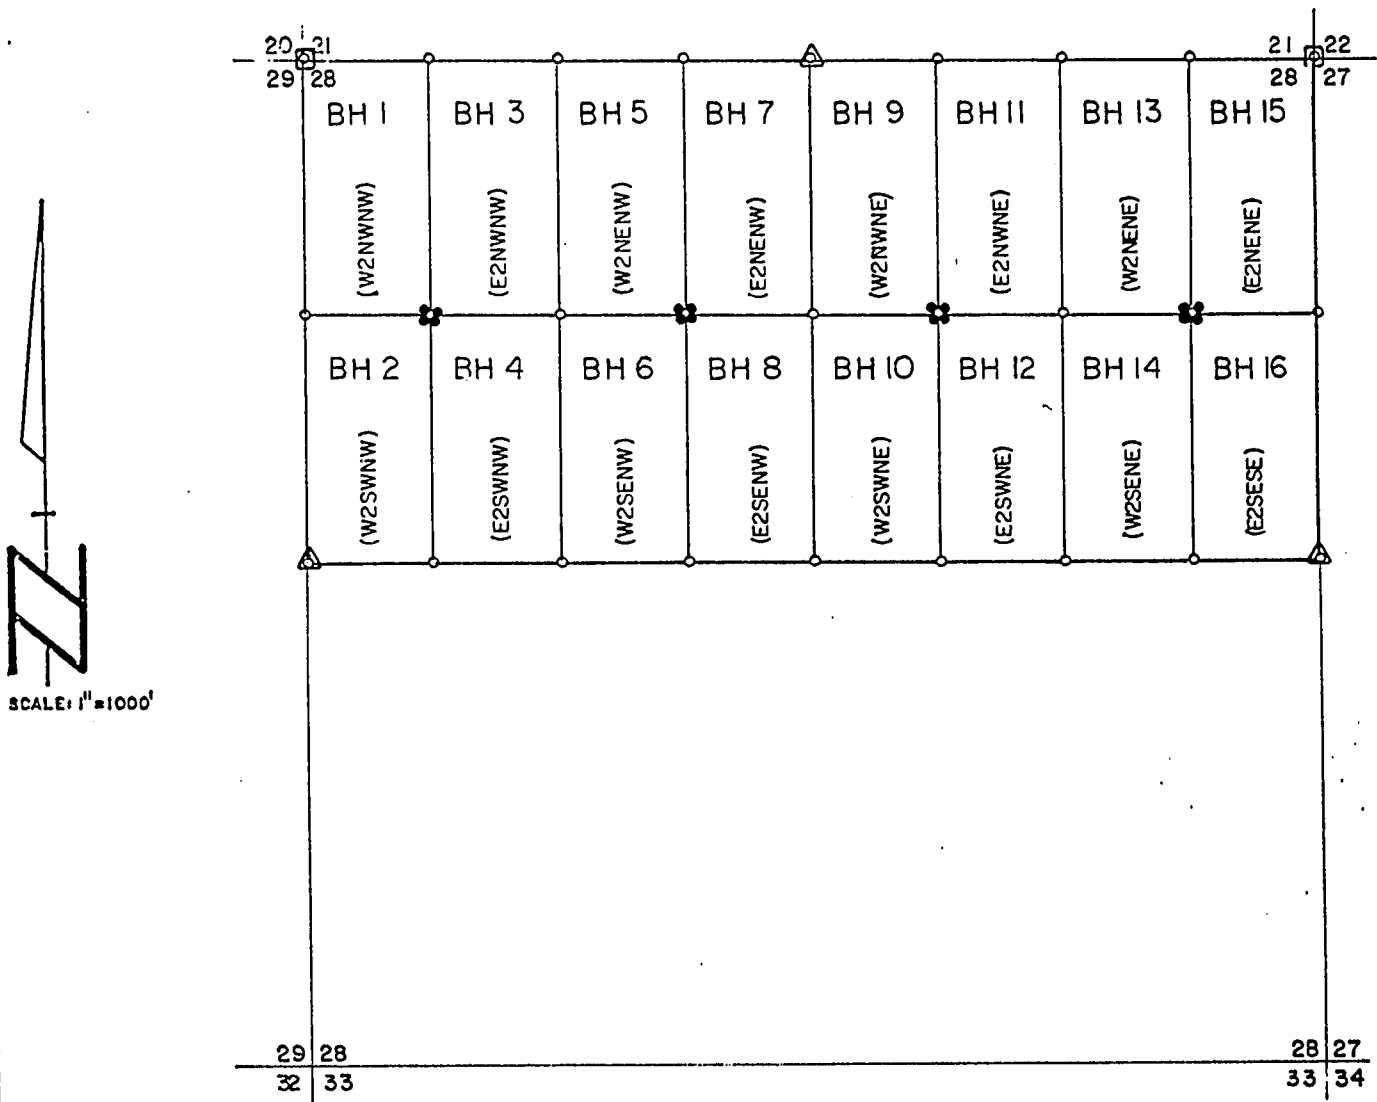 20 21 21 22
29 28 28 27
BH 1 BH 3 BH 5 BH 7 BH 9 BH 11 BH 13 BH 15
(W2NWNW) (E2NWNW) (W2NENW) (E2NENW) (W2NWNE) (E2NWNE) (W2NENE) (E2NENE)
BH 2 BH 4 BH 6 BH 8 BH 10 BH 12 BH 14 BH 16
(W2SWNW) (E2SWNW) (W2SENW) (E2SENW) (W2SWNE) (E2SWNE) (W2SENE) (E2SESE)
N
SCALE: 1"=1000'
29 28 28 27
32 33 33 34